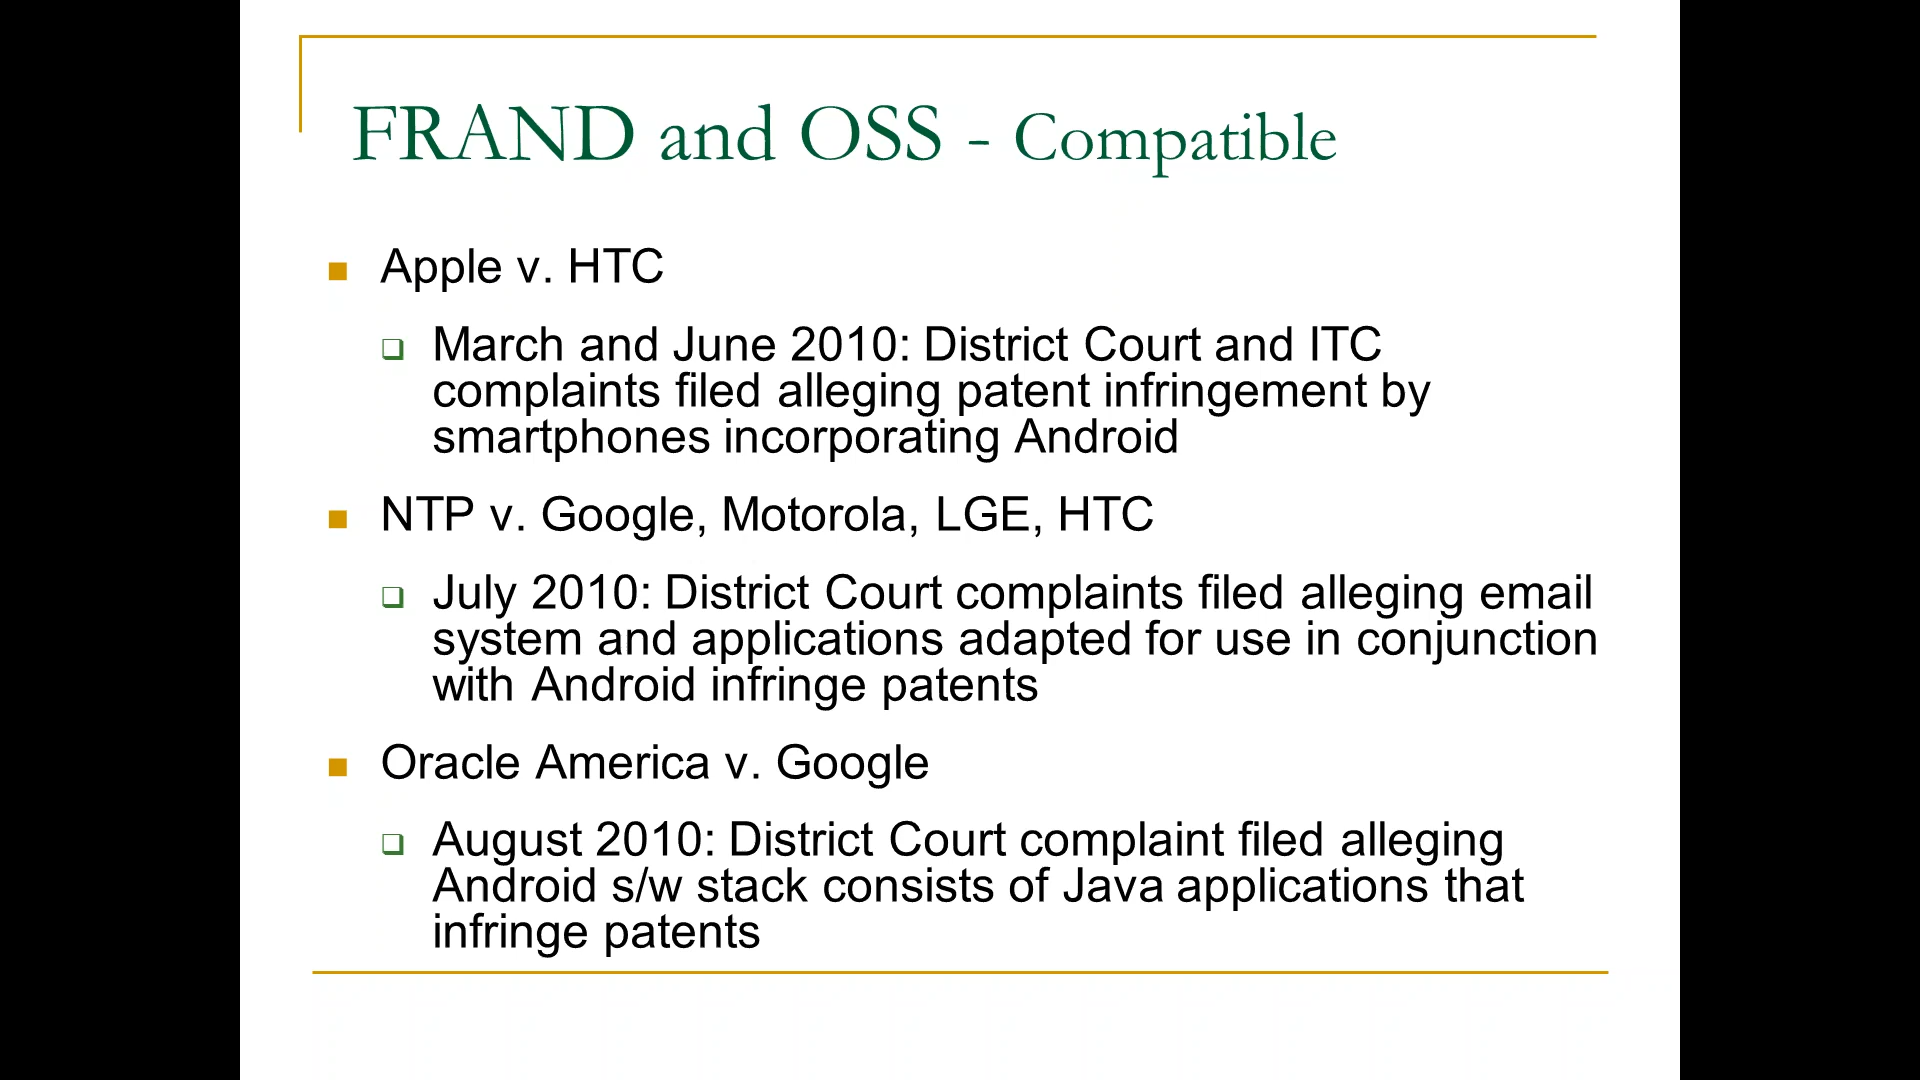 FRAND and OSS - Compatible
Apple v. HTC
March and June 2010: District Court and ITC
complaints filed alleging patent infringement by
smartphones incorporating Android
NTP v. Google, Motorola, LGE, HTC
July 2010: District Court complaints filed alleging email
system and applications adapted for use in conjunction
with Android infringe patents
Oracle America v. Google
August 2010: District Court complaint filed alleging
Android s/w stack consists of Java applications that
infringe patents